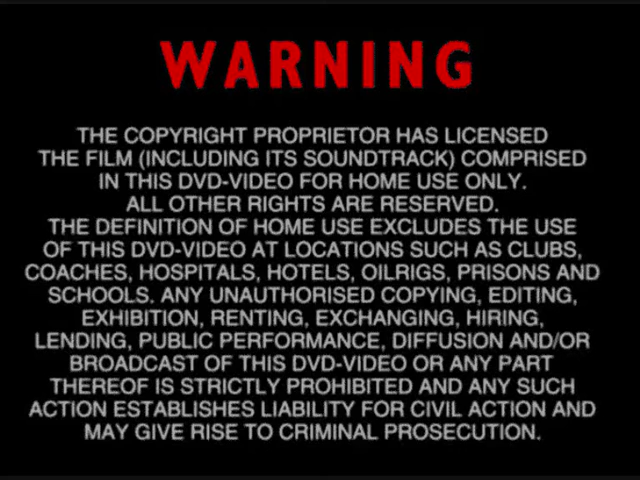 WARNING
THE COPYRIGHT PROPRIETOR HAS LICENSED
THE FILM (INCLUDING ITS SOUNDTRACK) COMPRISED
IN THIS DVD-VIDEO FOR HOME USE ONLY.
ALL OTHER RIGHTS ARE RESERVED.
THE DEFINITION OF HOME USE EXCLUDES THE USE
OF THIS DVD-VIDEO AT LOCATIONS SUCH AS CLUBS,
COACHES, HOSPITALS, HOTELS, OILRIGS, PRISONS AND
SCHOOLS. ANY UNAUTHORISED COPYING, EDITING,
EXHIBITION, RENTING, EXCHANGING, HIRING,
LENDING, PUBLIC PERFORMANCE, DIFFUSION AND/OR
BROADCAST OF THIS DVD-VIDEO OR ANY PART
THEREOF IS STRICTLY PROHIBITED AND ANY SUCH
ACTION ESTABLISHES LIABILITY FOR CIVIL ACTION AND
MAY GIVE RISE TO CRIMINAL PROSECUTION.